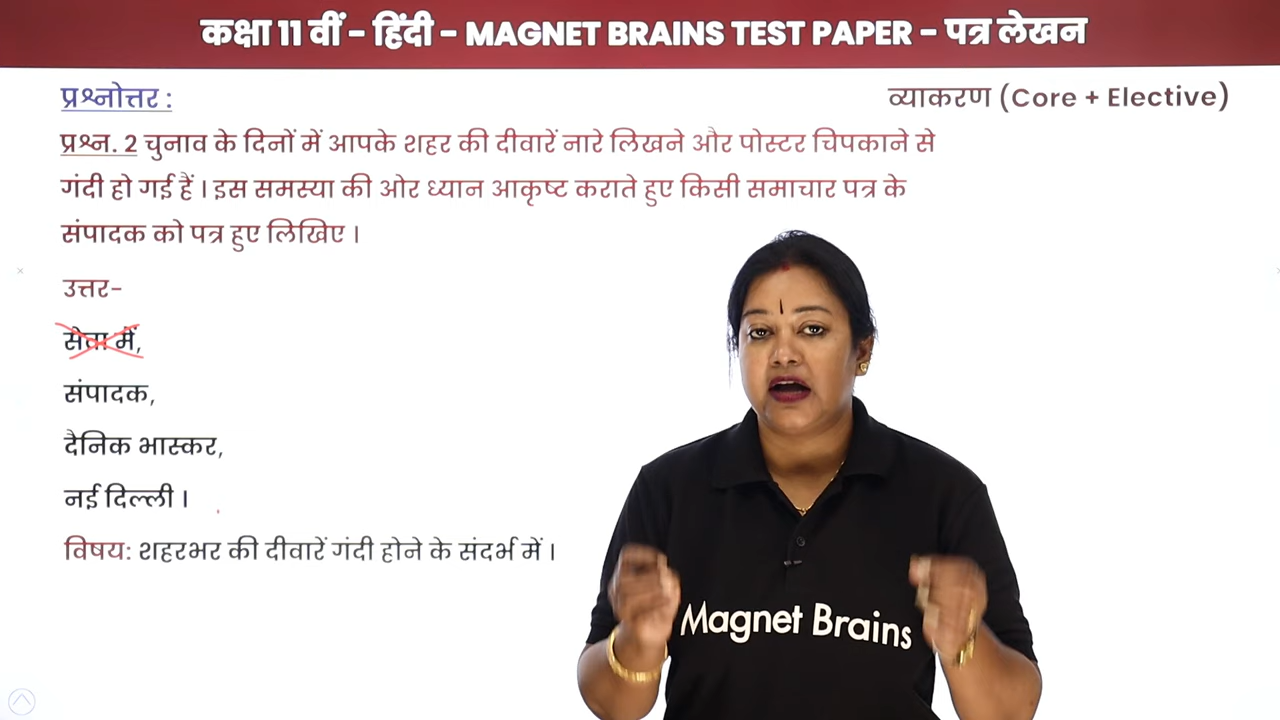 कक्षा 11 वीं - हिंदी - MAGNET BRAINS TEST PAPER - पत्र लेखन
प्रश्नोत्तर :
व्याकरण (Core + Elective)
प्रश्न. 2 चुनाव के दिनों में आपके शहर की दीवारें नारे लिखने और पोस्टर चिपकाने से
गंदी हो गई हैं । इस समस्या की ओर ध्यान आकृष्ट कराते हुए किसी समाचार पत्र के
संपादक को पत्र हुए लिखिए ।
उत्तर-
सेवा में,
संपादक,
दैनिक भास्कर,
नई दिल्ली ।
विषय: शहरभर की दीवारें गंदी होने के संदर्भ में ।
Magnet Brains